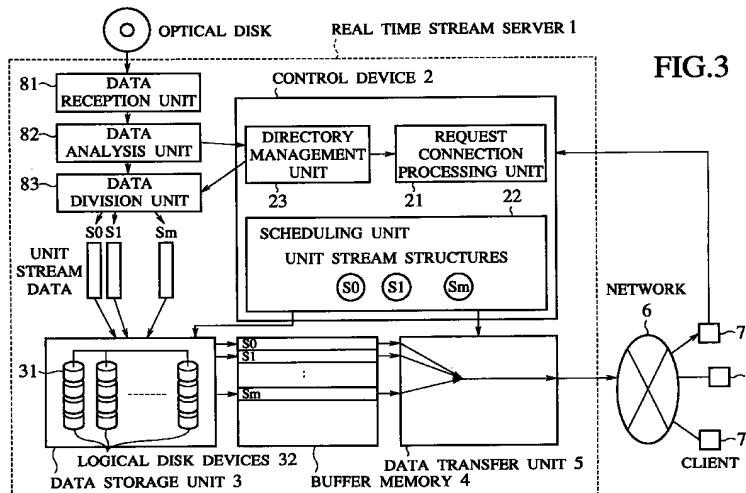 OPTICAL DISK
REAL TIME STREAM SERVER 1
FIG.3
81
DATA
RECEPTION UNIT
82
DATA
ANALYSIS UNIT
83
DATA
DIVISION UNIT
S0 S1 Sm
UNIT
STREAM
DATA
CONTROL DEVICE 2
DIRECTORY
MANAGEMENT
UNIT
23
REQUEST
CONNECTION
PROCESSING UNIT
21
22
SCHEDULING UNIT
UNIT STREAM STRUCTURES
S0 S1 Sm
NETWORK
6
7
7
CLIENT
31
LOGICAL DISK DEVICES 32
DATA STORAGE UNIT 3
S0
S1
:
Sm
BUFFER MEMORY 4
DATA TRANSFER UNIT 5